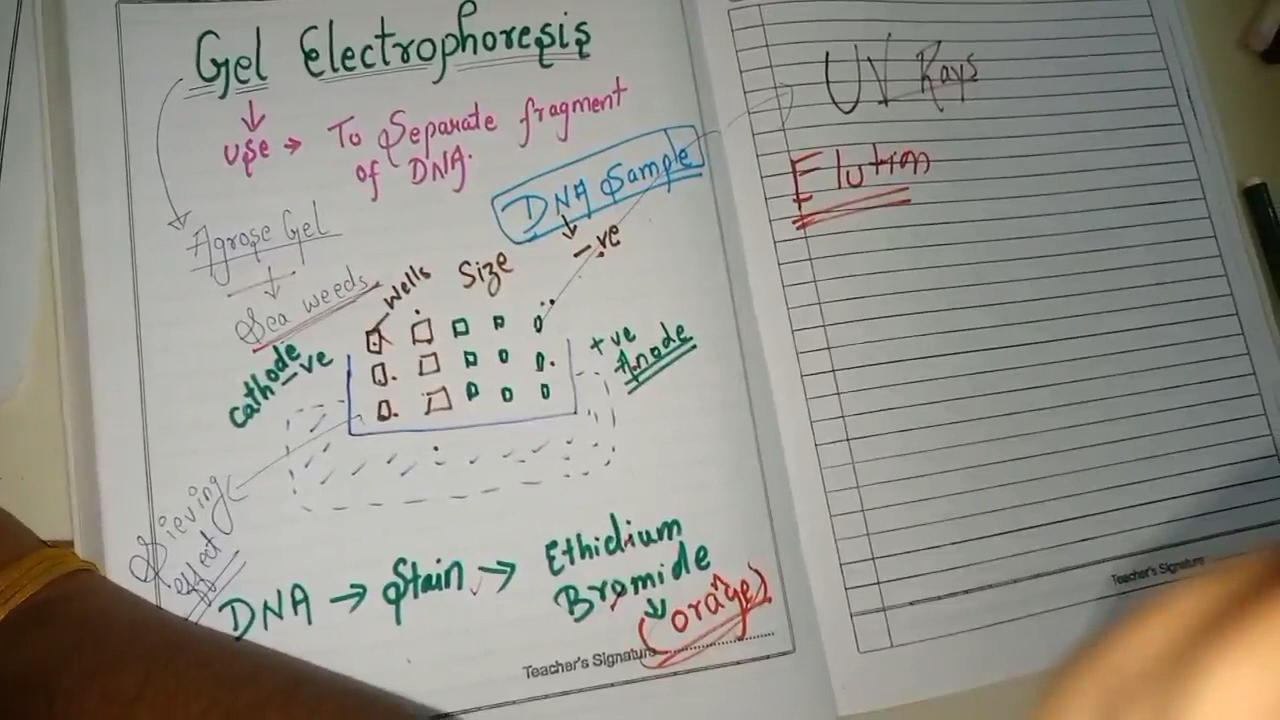 Gel Electrophoresis
use → To Separate fragment
of DNA.
DNA Sample
-ve
Agrose Gel
Sea weeds
wells
Size
Cathode
-ve
+ve
Anode
Sieving
effect
DNA → Stain → Ethidium
Bromide
(orange)
Teacher's Signature
UV Rays
Elution
Teacher's Signature